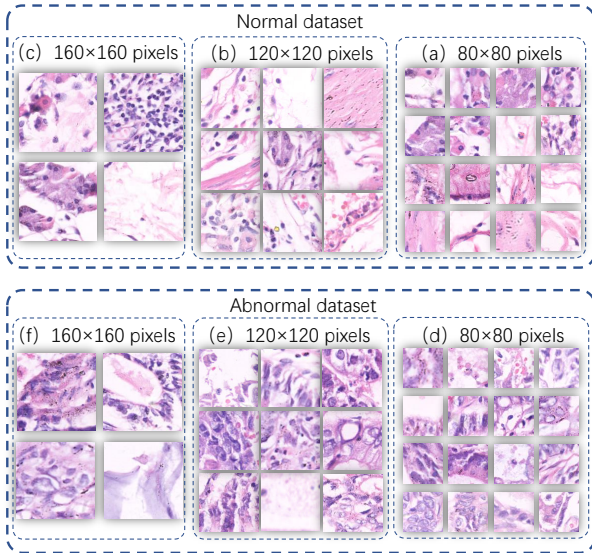 Normal dataset
(c) 160×160 pixels
(b) 120×120 pixels
(a) 80×80 pixels
Abnormal dataset
(f) 160×160 pixels
(e) 120×120 pixels
(d) 80×80 pixels